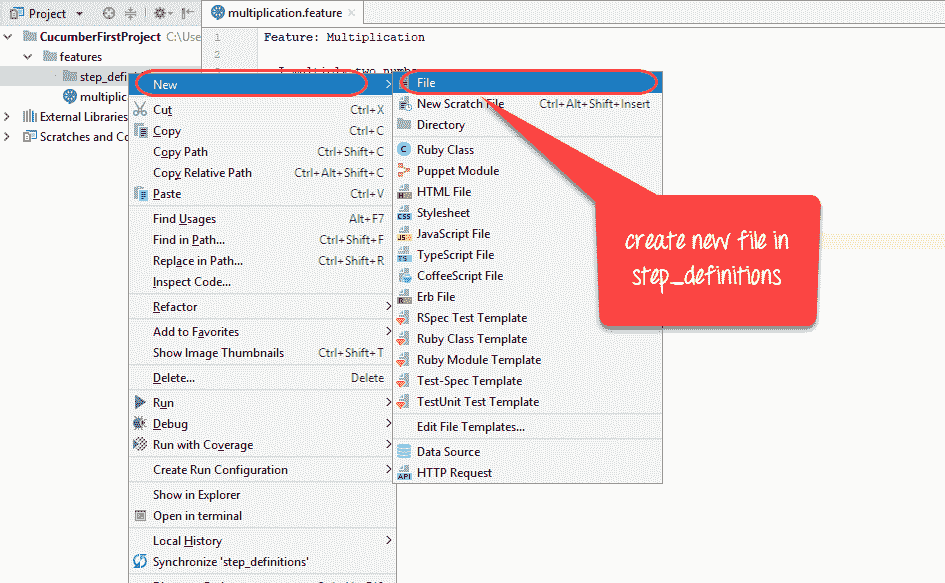 Project
multiplication.feature
CucumberFirstProject C:\Use
features
step_defi
multiplic
External Libraries
Scratches and Co
1
Feature: Multiplication
2
I multiply two numbe
New
Cut Ctrl+X
Copy Ctrl+C
Copy Path Ctrl+Shift+C
Copy Relative Path Ctrl+Alt+Shift+C
Paste Ctrl+V
Find Usages Alt+F7
Find in Path... Ctrl+Shift+F
Replace in Path... Ctrl+Shift+R
Inspect Code...
Refactor
Add to Favorites
Show Image Thumbnails Ctrl+Shift+T
Delete... Delete
Run
Debug
Run with Coverage
Create Run Configuration
Show in Explorer
Open in terminal
Local History
Synchronize 'step_definitions'
File
New Scratch File Ctrl+Alt+Shift+Insert
Directory
Ruby Class
Puppet Module
HTML File
Stylesheet
JavaScript File
TypeScript File
CoffeeScript File
Erb File
RSpec Test Template
Ruby Class Template
Ruby Module Template
Test-Spec Template
TestUnit Test Template
Edit File Templates...
Data Source
HTTP Request
create new file in
step_definitions